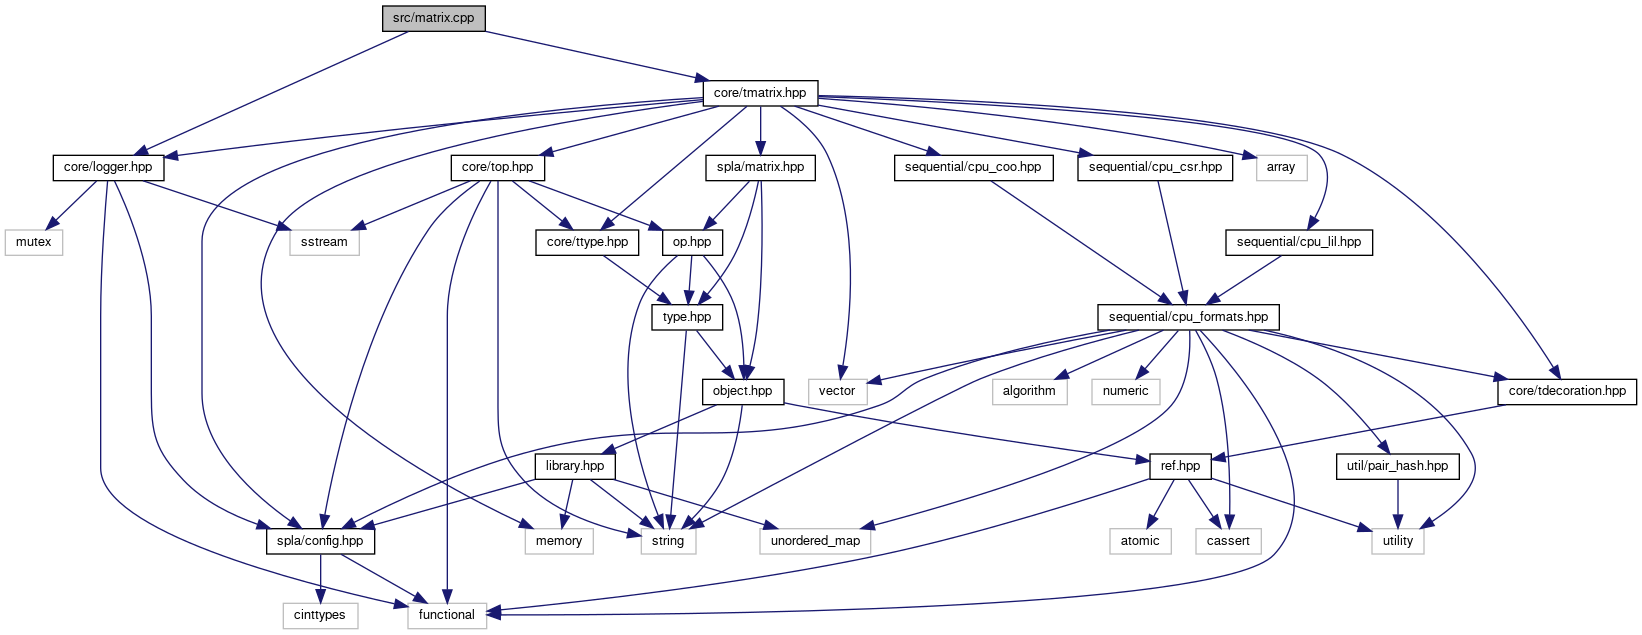 src/matrix.cpp
core/tmatrix.hpp
core/logger.hpp
core/top.hpp
spla/matrix.hpp
sequential/cpu_coo.hpp
sequential/cpu_csr.hpp
array
mutex
sstream
core/ttype.hpp
op.hpp
sequential/cpu_lil.hpp
type.hpp
sequential/cpu_formats.hpp
object.hpp
vector
algorithm
numeric
core/tdecoration.hpp
library.hpp
ref.hpp
util/pair_hash.hpp
spla/config.hpp
memory
string
unordered_map
atomic
cassert
utility
cinttypes
functional